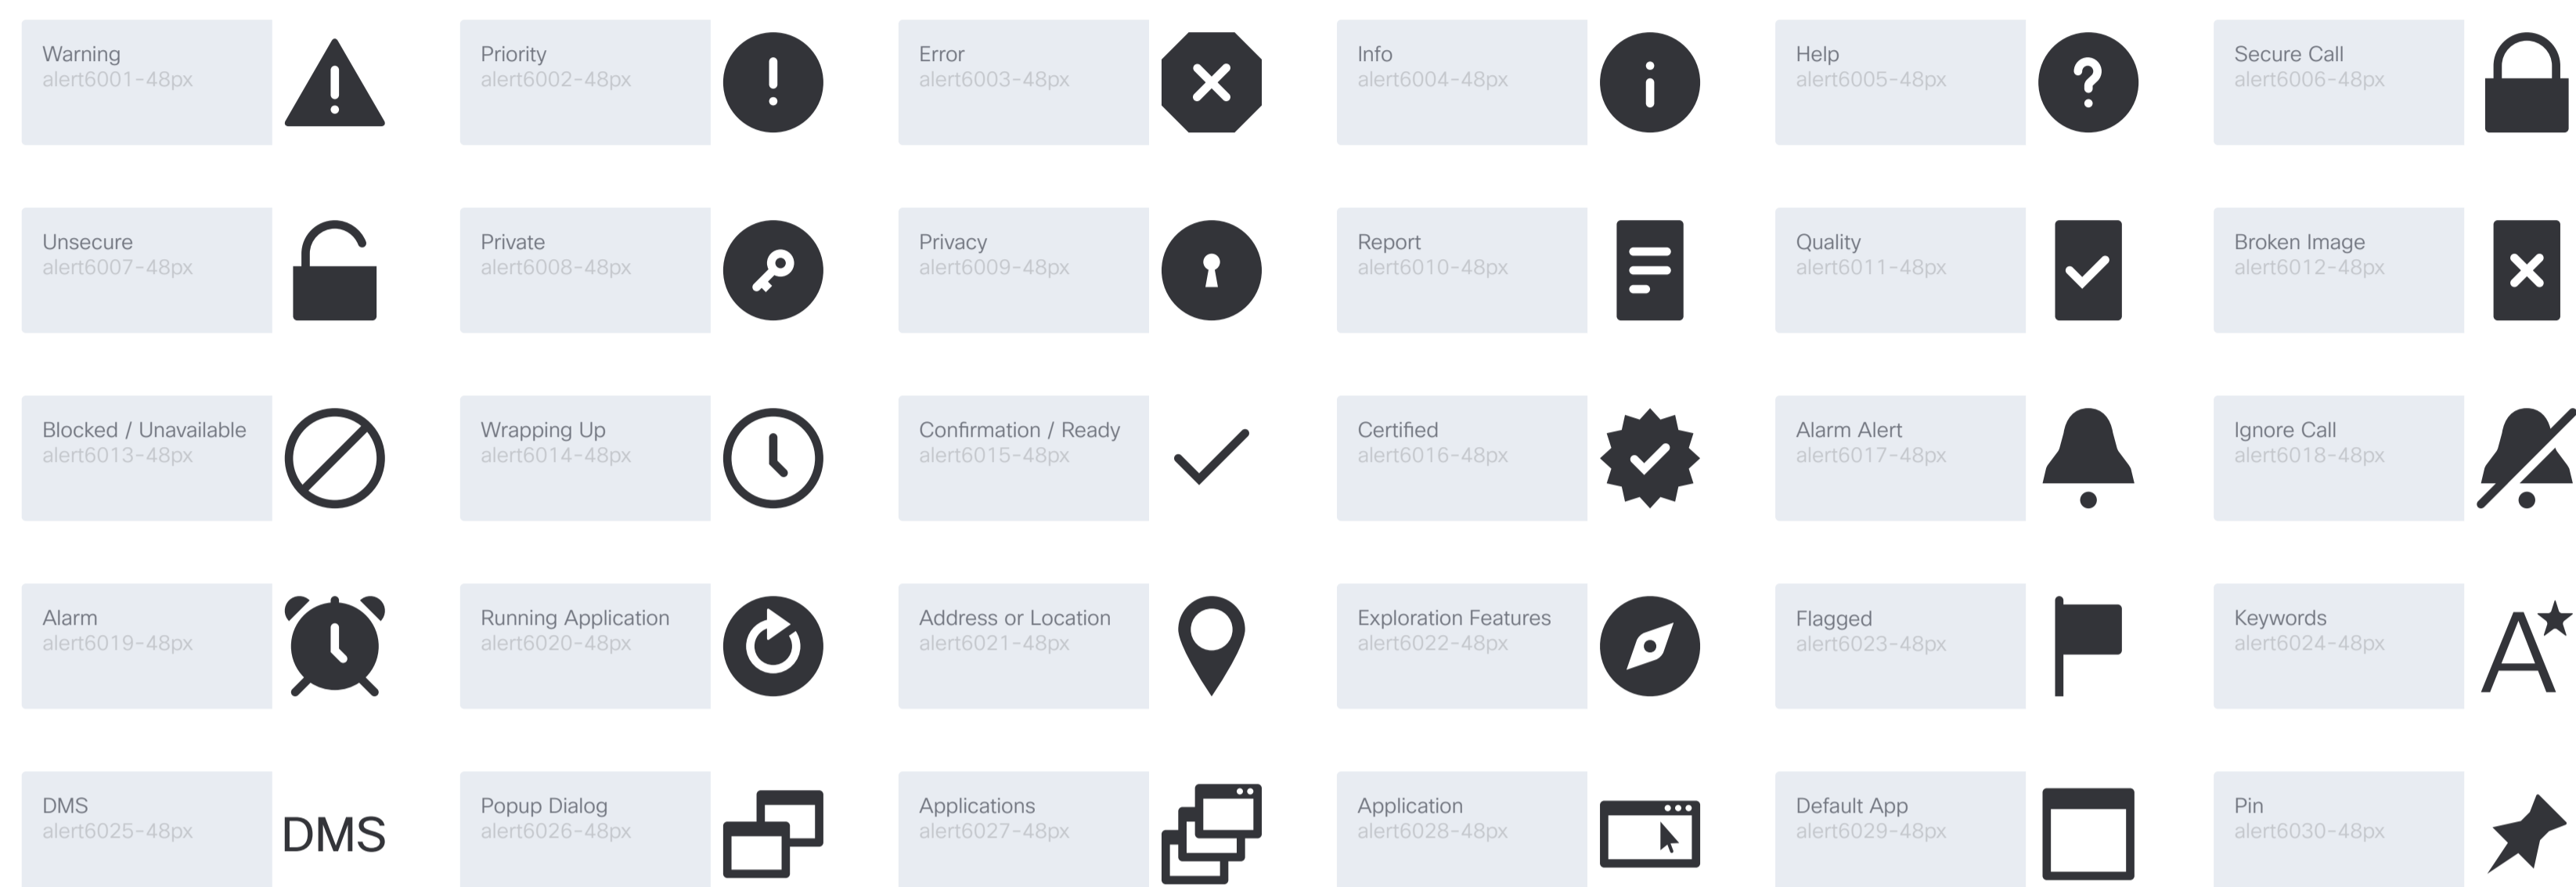 Warning
alert6001-48px
Priority
alert6002-48px
Error
alert6003-48px
Info
alert6004-48px
Help
alert6005-48px
Secure Call
alert6006-48px
Unsecure
alert6007-48px
Private
alert6008-48px
Privacy
alert6009-48px
Report
alert6010-48px
Quality
alert6011-48px
Broken Image
alert6012-48px
Blocked / Unavailable
alert6013-48px
Wrapping Up
alert6014-48px
Confirmation / Ready
alert6015-48px
Certified
alert6016-48px
Alarm Alert
alert6017-48px
Ignore Call
alert6018-48px
Alarm
alert6019-48px
Running Application
alert6020-48px
Address or Location
alert6021-48px
Exploration Features
alert6022-48px
Flagged
alert6023-48px
Keywords
alert6024-48px
A
DMS
alert6025-48px
DMS
Popup Dialog
alert6026-48px
Applications
alert6027-48px
Application
alert6028-48px
Default App
alert6029-48px
Pin
alert6030-48px